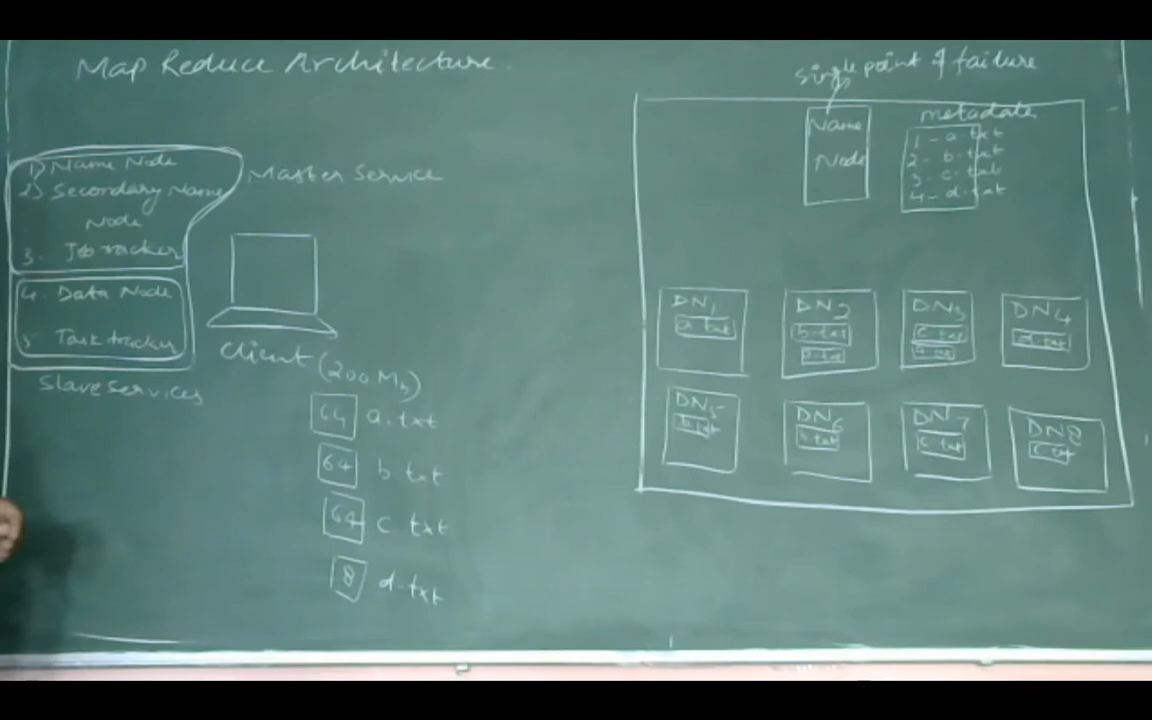 Map Reduce Architecture.
1) Name Node
2) Secondary Name
Node
3. Job tracker
Master Service
4. Data Node
5. Task tracker
Slave services
Client (200 Mb)
64 a.txt
64 b.txt
64 c.txt
8 d.txt
single point of failure
Name
Node
metadata
1 - a.txt
2. b.txt
3 - c.txt
4 - d.txt
DN1
a.txt
DN2
b.txt
a.txt
DN3
c.txt
a.txt
DN4
d.txt
DN5
b.txt
DN6
DN7
c.txt
DN8
c.txt